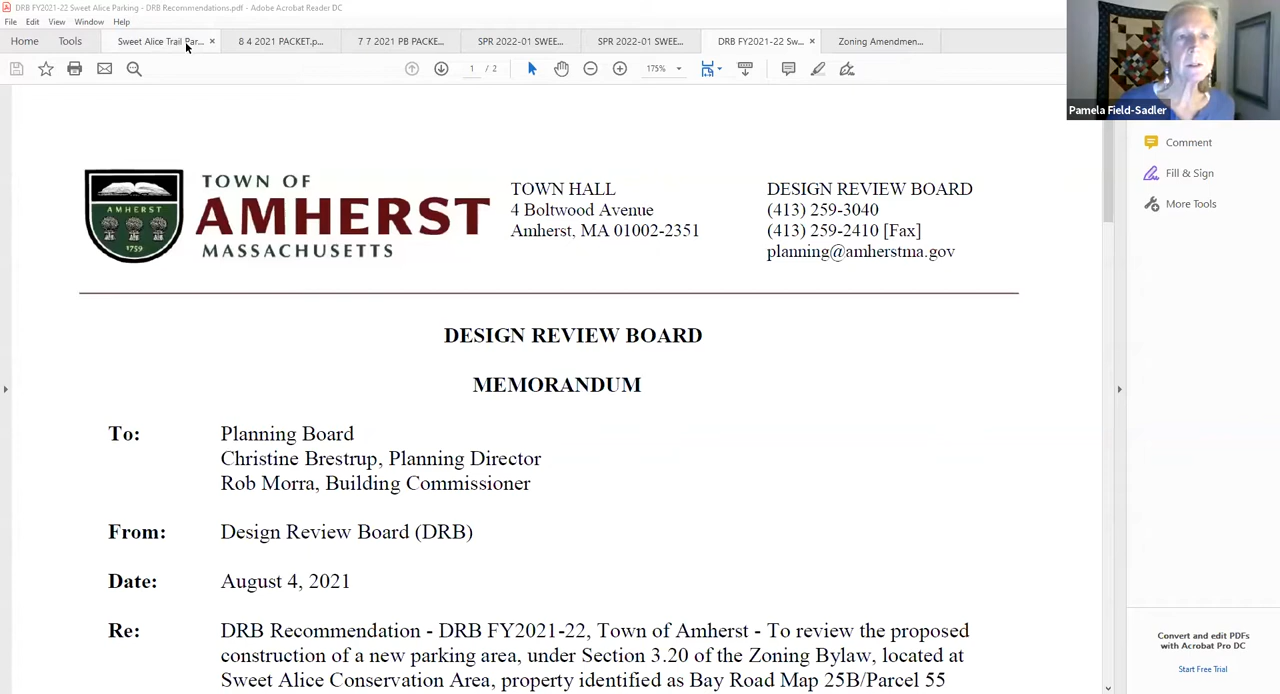 DRB FY2021-22 Sweet Alice Parking - DRB Recommendations.pdf - Adobe Acrobat Reader DC
File Edit View Window Help
Home Tools Sweet Alice Trail Par... × 8 4 2021 PACKET.p... 7 7 2021 PB PACKE... SPR 2022-01 SWEE... SPR 2022-01 SWEE... DRB FY2021-22 Sw... × Zoning Amendmen...
1 / 2 175%
Pamela Field-Sadler
Comment
Fill & Sign
More Tools
TOWN OF
AMHERST
MASSACHUSETTS
AMHERST
1759
TOWN HALL
4 Boltwood Avenue
Amherst, MA 01002-2351
DESIGN REVIEW BOARD
(413) 259-3040
(413) 259-2410 [Fax]
planning@amherstma.gov
DESIGN REVIEW BOARD
MEMORANDUM
To: Planning Board
Christine Brestrup, Planning Director
Rob Morra, Building Commissioner
From: Design Review Board (DRB)
Date: August 4, 2021
Re: DRB Recommendation - DRB FY2021-22, Town of Amherst - To review the proposed
construction of a new parking area, under Section 3.20 of the Zoning Bylaw, located at
Sweet Alice Conservation Area, property identified as Bay Road Map 25B/Parcel 55
Convert and edit PDFs
with Acrobat Pro DC
Start Free Trial